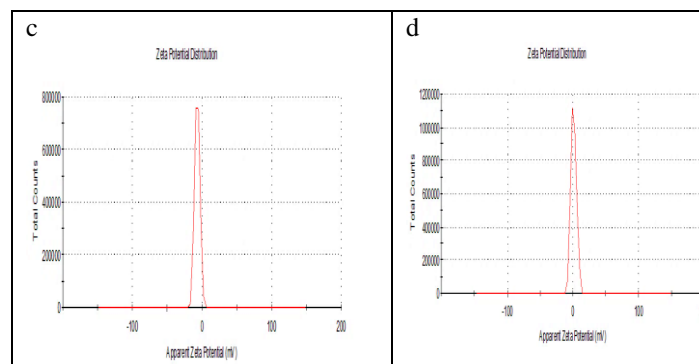 c
Zeta Potential Distribution
800000
600000
400000
200000
0
Total Counts
-100
0
100
200
Apparent Zeta Potential (mV)
d
Zeta Potential Distribution
1200000
1000000
800000
600000
400000
200000
0
Total Counts
-100
0
100
Apparent Zeta Potential (mV)